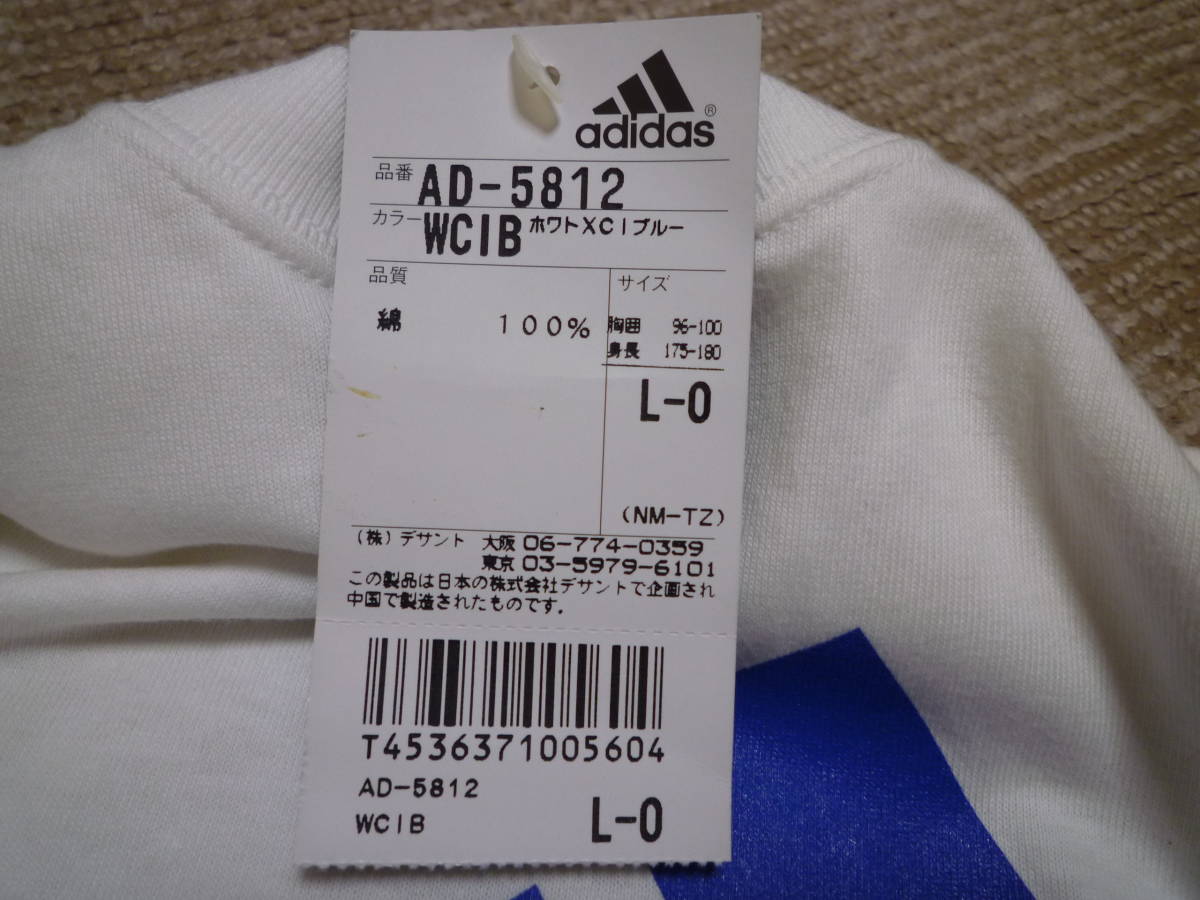 adidas®
品番 AD-5812
カラー WCIB ホワトXCIブルー
品質
綿 100%
サイズ
胸囲 96-100
身長 175-180
L-0
(NM-TZ)
(株)デサント 大阪 06-774-0359
東京 03-5979-6101
この製品は日本の株式会社デサントで企画され
中国で製造されたものです.
T4536371005604
AD-5812
WCIB L-0